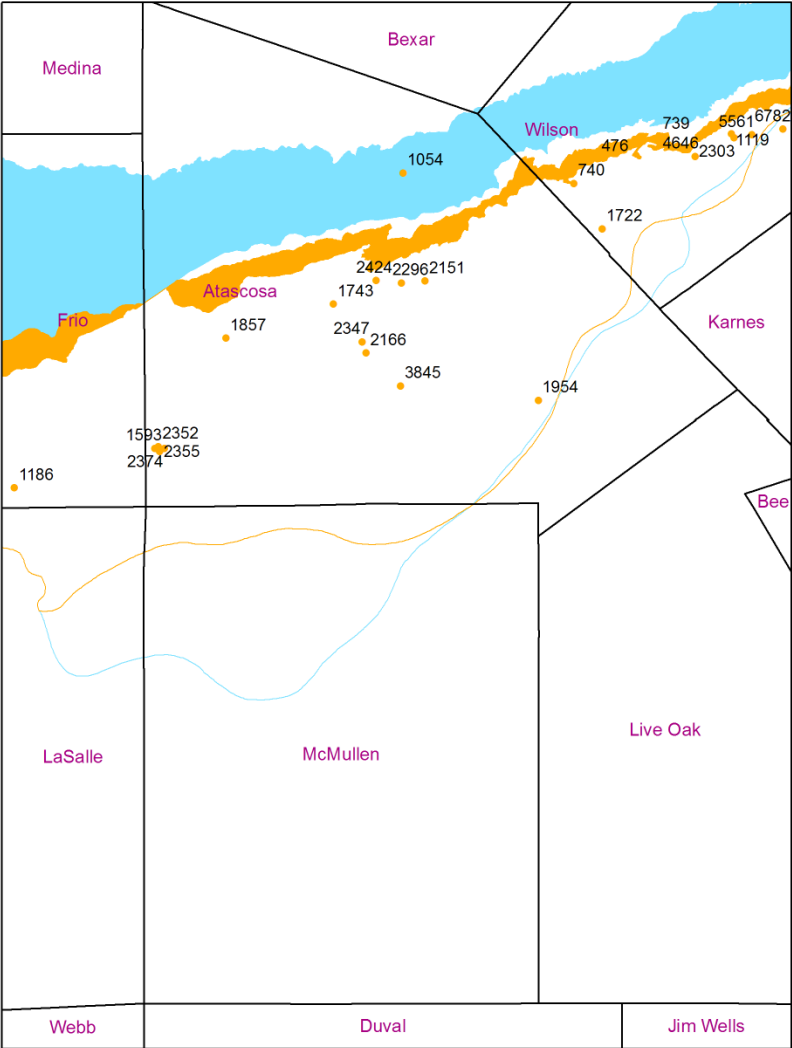 Bexar
Medina
6782
739
5561
Wilson
476
4646
1119
2303
1054
740
1722
2424
2296
2151
Atascosa
1743
Frio
Karnes
1857
2347
2166
3845
1954
1593
2352
2355
2374
1186
Bee
Live Oak
LaSalle
McMullen
Webb
Duval
Jim Wells